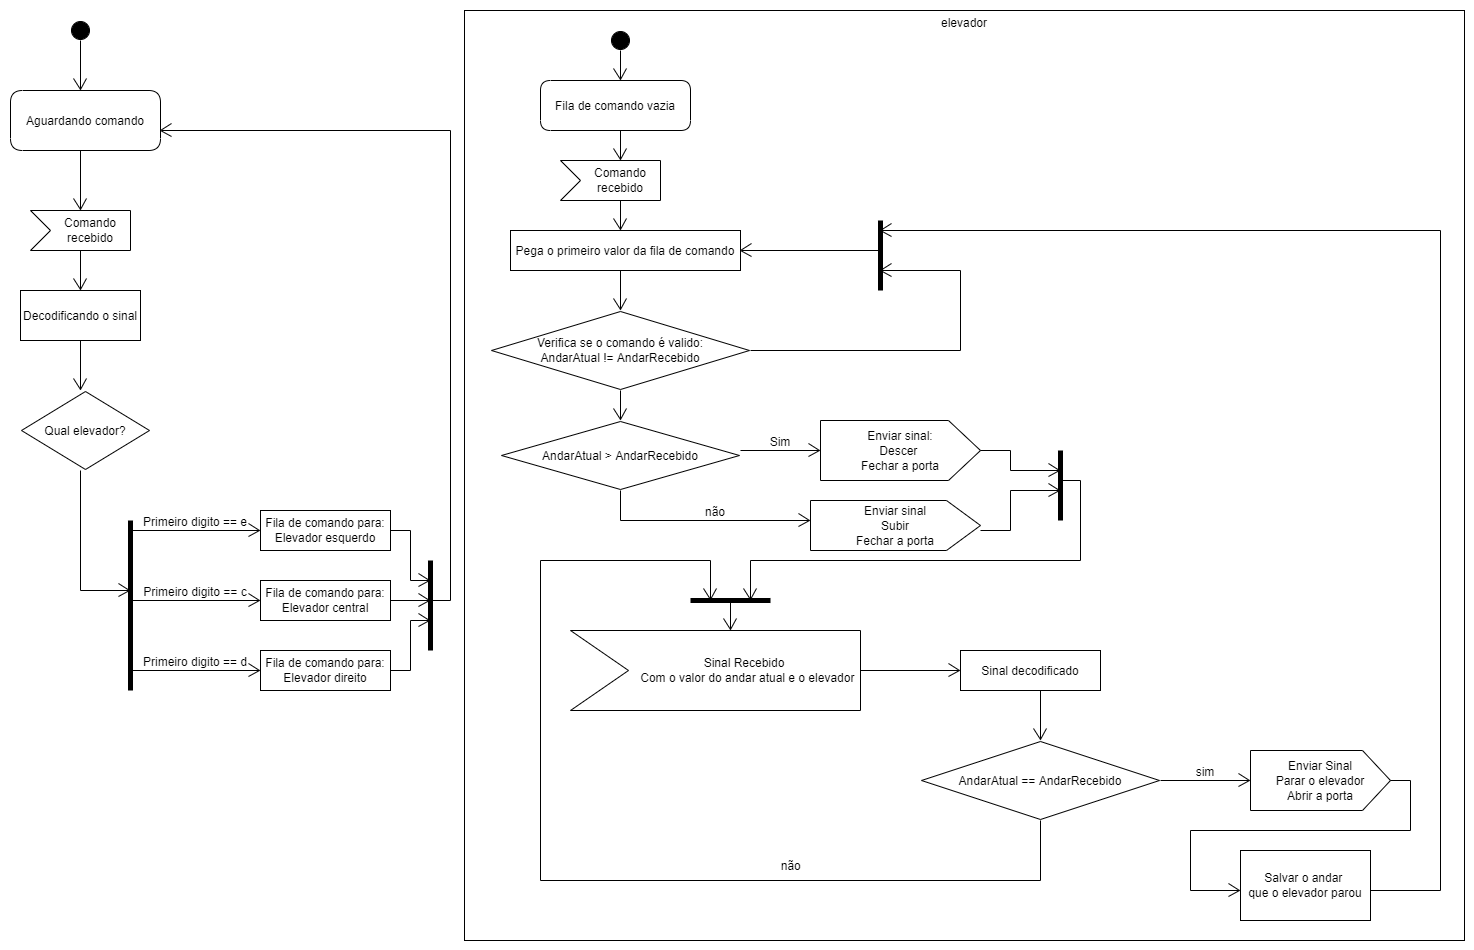 Aguardando comando
Comando
recebido
Decodificando o sinal
Qual elevador?
Primeiro digito == e
Fila de comando para:
Elevador esquerdo
Primeiro digito == c
Fila de comando para:
Elevador central
Primeiro digito == d
Fila de comando para:
Elevador direito
elevador
Fila de comando vazia
Comando
recebido
Pega o primeiro valor da fila de comando
Verifica se o comando é valido:
AndarAtual != AndarRecebido
AndarAtual > AndarRecebido
Sim
Enviar sinal:
Descer
Fechar a porta
não
Enviar sinal
Subir
Fechar a porta
Sinal Recebido
Com o valor do andar atual e o elevador
Sinal decodificado
AndarAtual == AndarRecebido
sim
Enviar Sinal
Parar o elevador
Abrir a porta
não
Salvar o andar
que o elevador parou